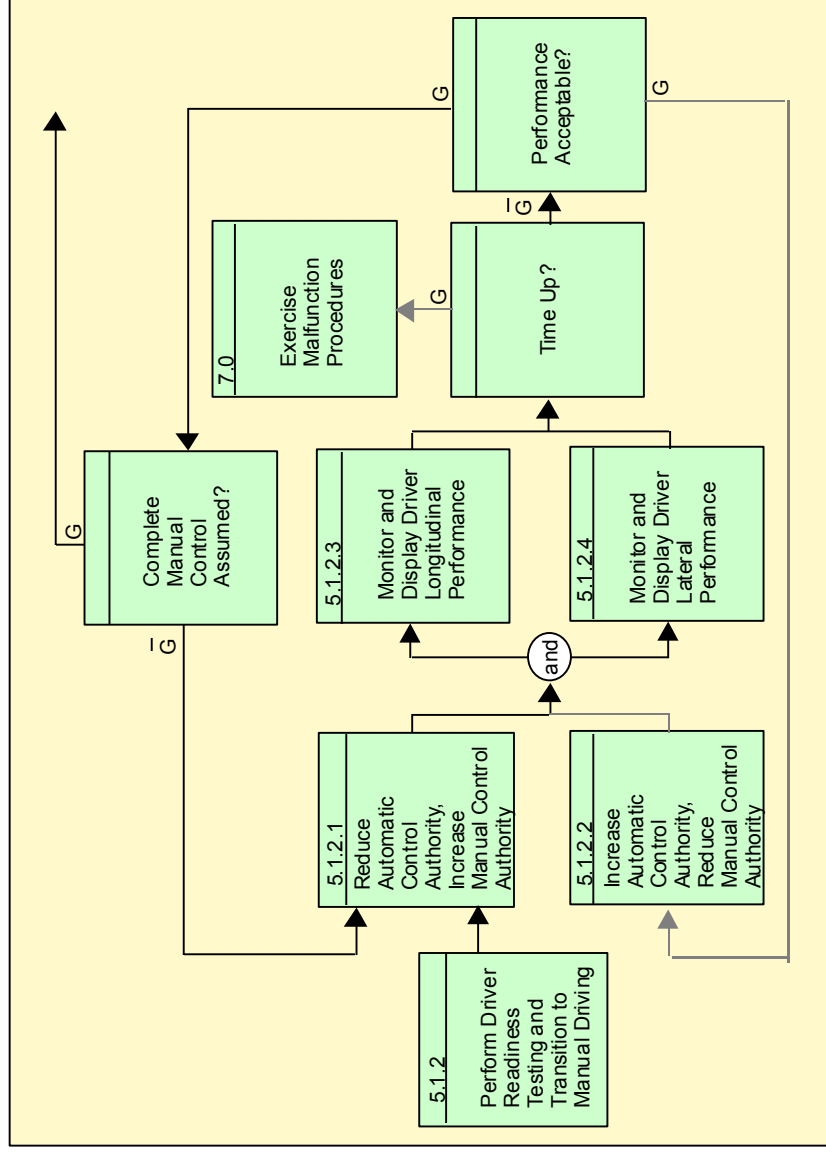 5.1.2
Perform Driver
Readiness
Testing and
Transition to
Manual Driving
5.1.2.1
Reduce
Automatic
Control
Authority,
Increase
Manual Control
Authority
5.1.2.2
Increase
Automatic
Control
Authority,
Reduce
Manual Control
Authority
and
5.1.2.3
Monitor and
Display Driver
Longitudinal
Performance
5.1.2.4
Monitor and
Display Driver
Lateral
Performance
Time Up?
G
G̅
7.0
Exercise
Malfunction
Procedures
Performance
Acceptable?
G
G
Complete
Manual
Control
Assumed?
G̅
G